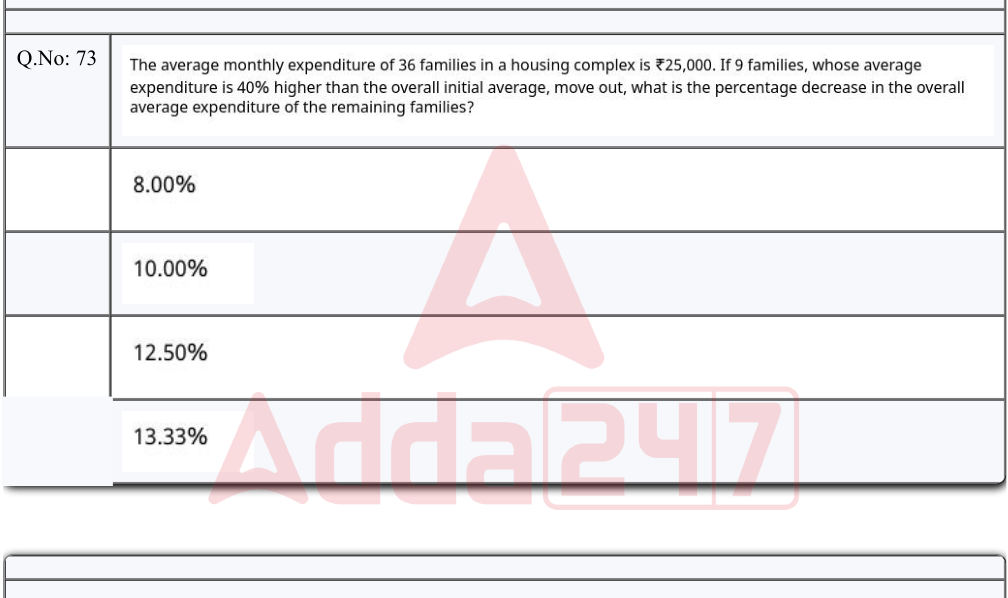 Q.No: 73
The average monthly expenditure of 36 families in a housing complex is ₹25,000. If 9 families, whose average
expenditure is 40% higher than the overall initial average, move out, what is the percentage decrease in the overall
average expenditure of the remaining families?
8.00%
10.00%
12.50%
13.33%
Adda247